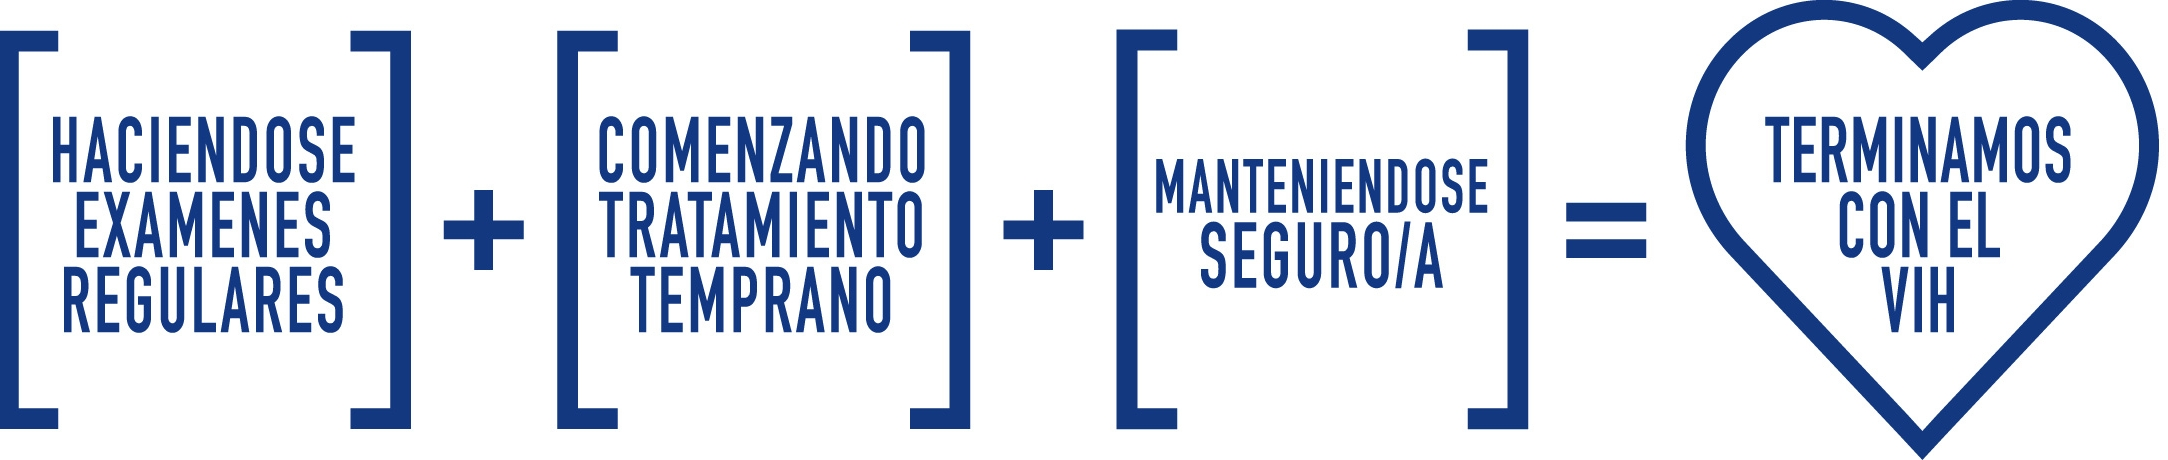 [HACIENDOSE
EXAMENES
REGULARES]
+
[COMENZANDO
TRATAMIENTO
TEMPRANO]
+
[MANTENIENDOSE
SEGURO/A]
=
TERMINAMOS
CON EL
VIH